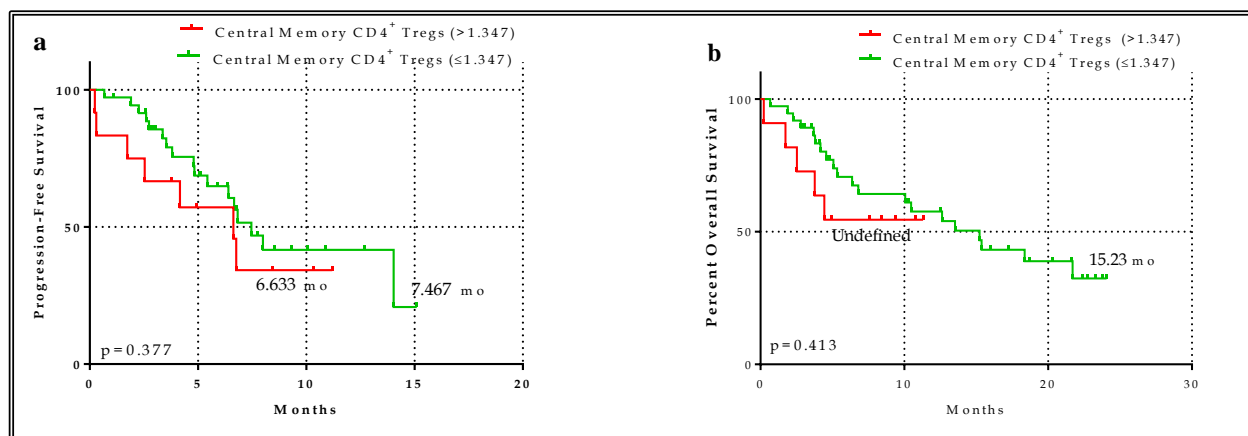 a
Central Memory CD4+ Tregs (>1.347)
Central Memory CD4+ Tregs (≤1.347)
Progression-Free Survival
100
50
0
6.633 mo
7.467 mo
p=0.377
0 5 10 15 20
Months
b
Central Memory CD4+ Tregs (>1.347)
Central Memory CD4+ Tregs (≤1.347)
Percent Overall Survival
100
50
0
Undefined
15.23 mo
p=0.413
0 10 20 30
Months